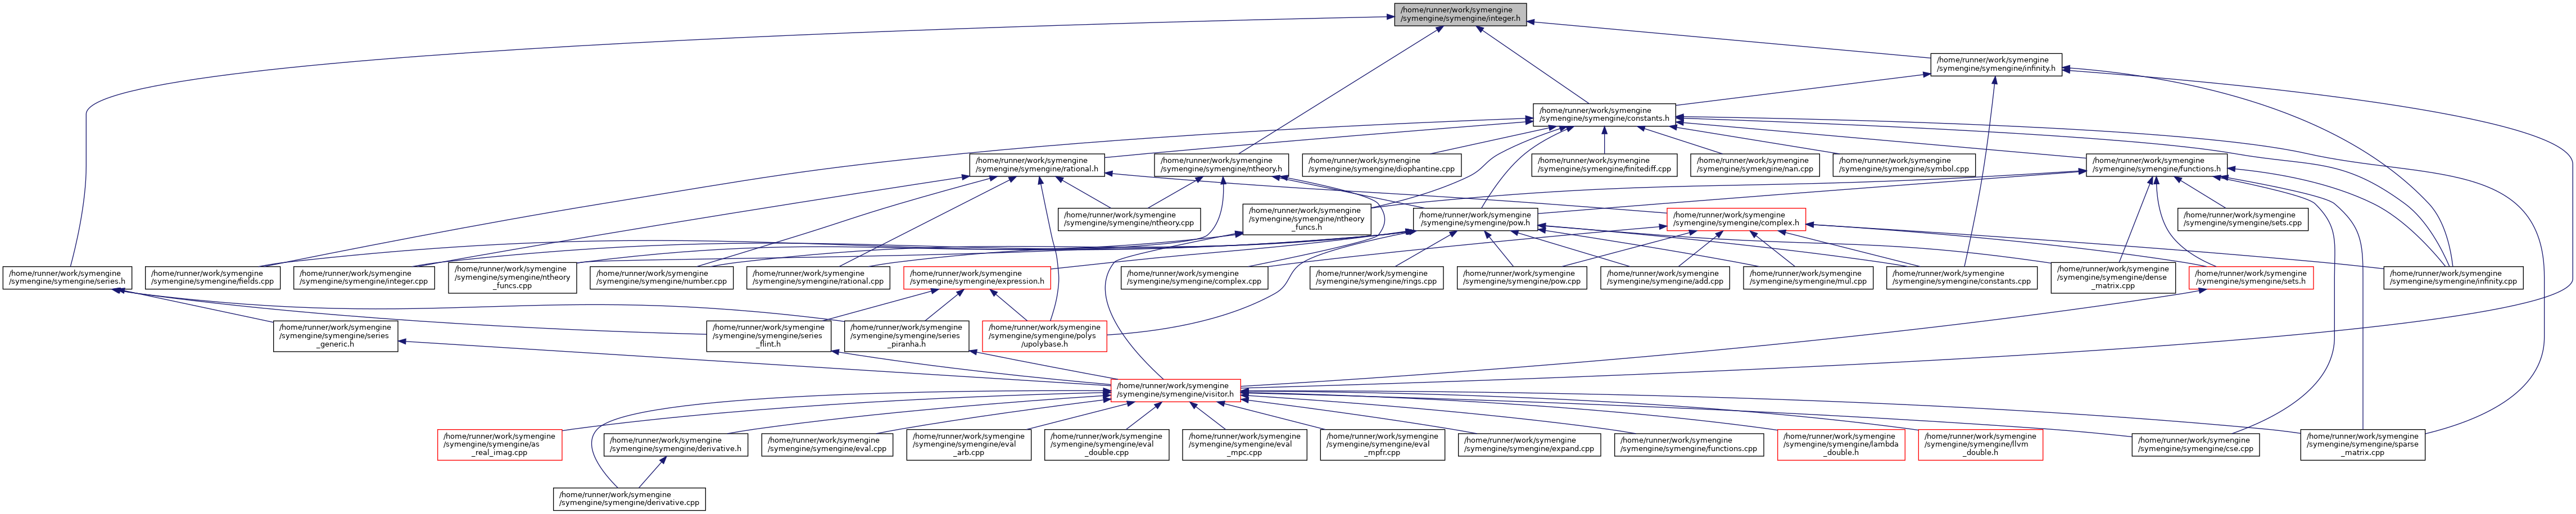 /home/runner/work/symengine
/symengine/symengine/integer.h
/home/runner/work/symengine
/symengine/symengine/infinity.h
/home/runner/work/symengine
/symengine/symengine/constants.h
/home/runner/work/symengine
/symengine/symengine/rational.h
/home/runner/work/symengine
/symengine/symengine/ntheory.h
/home/runner/work/symengine
/symengine/symengine/diophantine.cpp
/home/runner/work/symengine
/symengine/symengine/finitediff.cpp
/home/runner/work/symengine
/symengine/symengine/nan.cpp
/home/runner/work/symengine
/symengine/symengine/symbol.cpp
/home/runner/work/symengine
/symengine/symengine/functions.h
/home/runner/work/symengine
/symengine/symengine/ntheory.cpp
/home/runner/work/symengine
/symengine/symengine/ntheory
_funcs.h
/home/runner/work/symengine
/symengine/symengine/pow.h
/home/runner/work/symengine
/symengine/symengine/complex.h
/home/runner/work/symengine
/symengine/symengine/sets.cpp
/home/runner/work/symengine
/symengine/symengine/series.h
/home/runner/work/symengine
/symengine/symengine/fields.cpp
/home/runner/work/symengine
/symengine/symengine/integer.cpp
/home/runner/work/symengine
/symengine/symengine/ntheory
_funcs.cpp
/home/runner/work/symengine
/symengine/symengine/number.cpp
/home/runner/work/symengine
/symengine/symengine/rational.cpp
/home/runner/work/symengine
/symengine/symengine/expression.h
/home/runner/work/symengine
/symengine/symengine/complex.cpp
/home/runner/work/symengine
/symengine/symengine/rings.cpp
/home/runner/work/symengine
/symengine/symengine/pow.cpp
/home/runner/work/symengine
/symengine/symengine/add.cpp
/home/runner/work/symengine
/symengine/symengine/mul.cpp
/home/runner/work/symengine
/symengine/symengine/constants.cpp
/home/runner/work/symengine
/symengine/symengine/dense
_matrix.cpp
/home/runner/work/symengine
/symengine/symengine/sets.h
/home/runner/work/symengine
/symengine/symengine/infinity.cpp
/home/runner/work/symengine
/symengine/symengine/series
_generic.h
/home/runner/work/symengine
/symengine/symengine/series
_flint.h
/home/runner/work/symengine
/symengine/symengine/series
_piranha.h
/home/runner/work/symengine
/symengine/symengine/polys
/upolybase.h
/home/runner/work/symengine
/symengine/symengine/visitor.h
/home/runner/work/symengine
/symengine/symengine/as
_real_imag.cpp
/home/runner/work/symengine
/symengine/symengine/derivative.h
/home/runner/work/symengine
/symengine/symengine/eval.cpp
/home/runner/work/symengine
/symengine/symengine/eval
_arb.cpp
/home/runner/work/symengine
/symengine/symengine/eval
_double.cpp
/home/runner/work/symengine
/symengine/symengine/eval
_mpc.cpp
/home/runner/work/symengine
/symengine/symengine/eval
_mpfr.cpp
/home/runner/work/symengine
/symengine/symengine/expand.cpp
/home/runner/work/symengine
/symengine/symengine/functions.cpp
/home/runner/work/symengine
/symengine/symengine/lambda
_double.h
/home/runner/work/symengine
/symengine/symengine/llvm
_double.h
/home/runner/work/symengine
/symengine/symengine/cse.cpp
/home/runner/work/symengine
/symengine/symengine/sparse
_matrix.cpp
/home/runner/work/symengine
/symengine/symengine/derivative.cpp